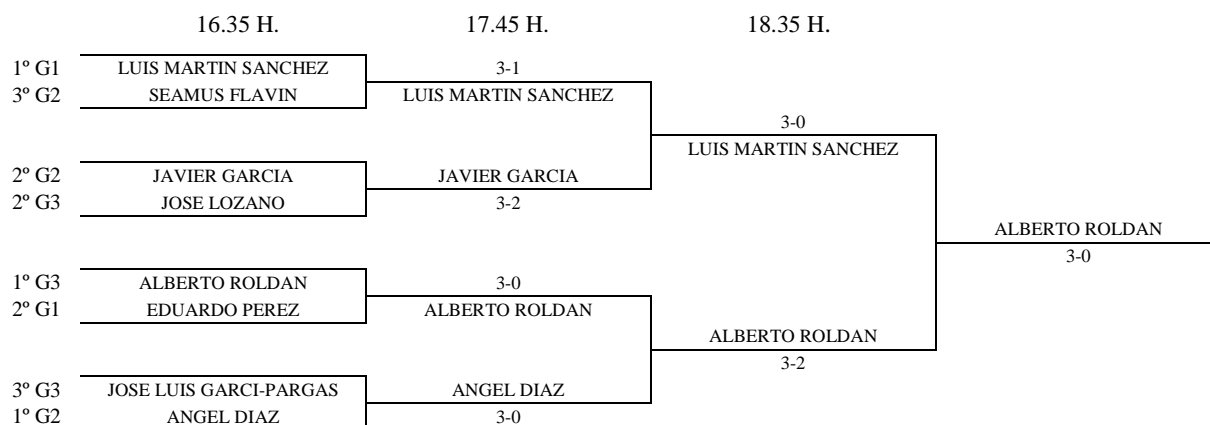 16.35 H. 17.45 H. 18.35 H.
1º G1 LUIS MARTIN SANCHEZ 3-1
3º G2 SEAMUS FLAVIN LUIS MARTIN SANCHEZ
3-0
LUIS MARTIN SANCHEZ
2º G2 JAVIER GARCIA JAVIER GARCIA
2º G3 JOSE LOZANO 3-2
ALBERTO ROLDAN
3-0
1º G3 ALBERTO ROLDAN 3-0
2º G1 EDUARDO PEREZ ALBERTO ROLDAN
ALBERTO ROLDAN
3-2
3º G3 JOSE LUIS GARCI-PARGAS ANGEL DIAZ
1º G2 ANGEL DIAZ 3-0